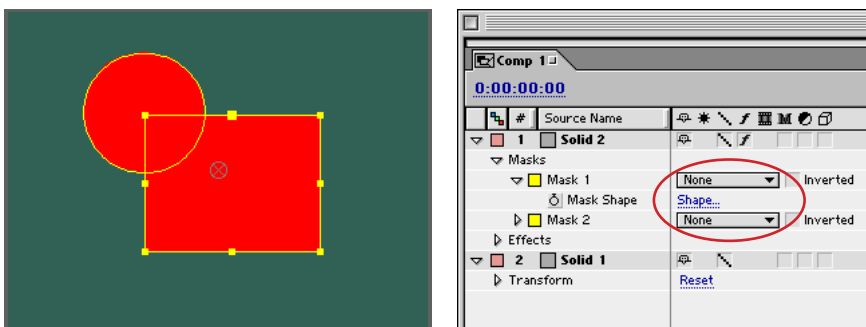 Comp 1
0:00:00:00
# Source Name M
1 Solid 2
Masks
Mask 1 None Inverted
Mask Shape Shape...
Mask 2 None Inverted
Effects
2 Solid 1
Transform Reset